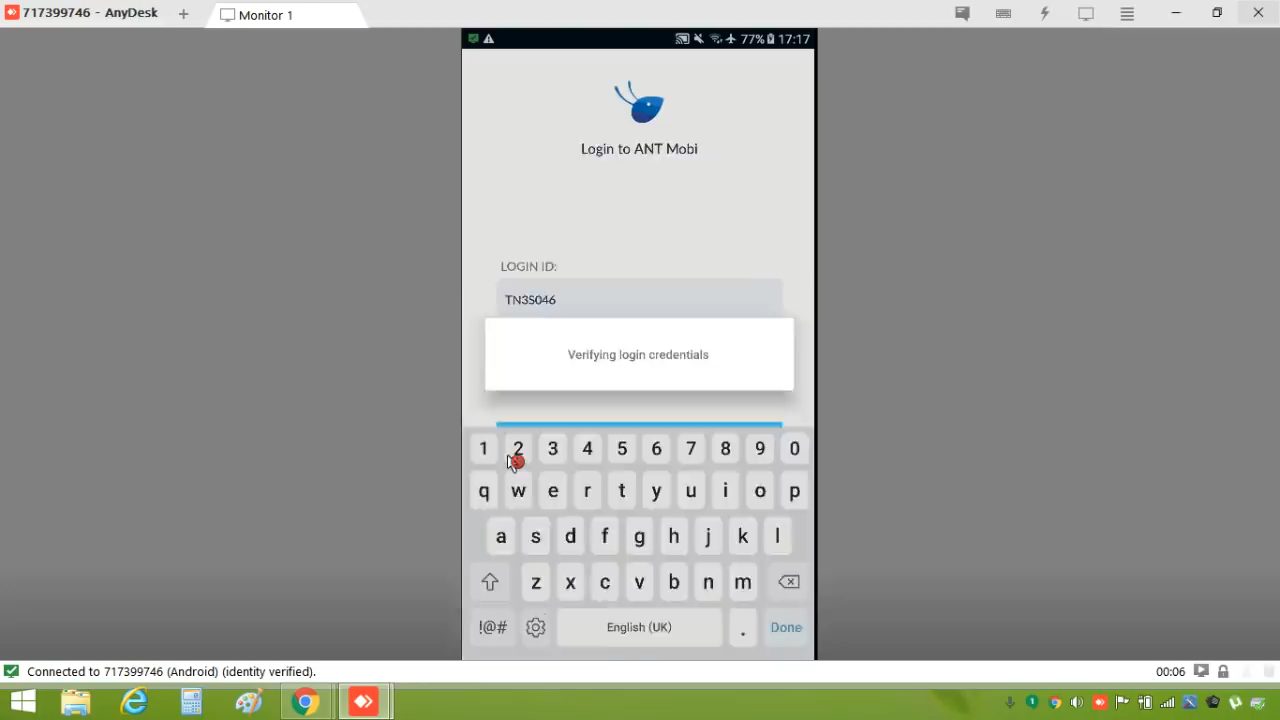 717399746 - AnyDesk
Monitor 1
77% 17:17
Login to ANT Mobi
LOGIN ID:
TN3S046
Verifying login credentials
1 2 3 4 5 6 7 8 9 0
q w e r t y u i o p
a s d f g h j k l
z x c v b n m
!@# English (UK) . Done
Connected to 717399746 (Android) (identity verified).
00:06